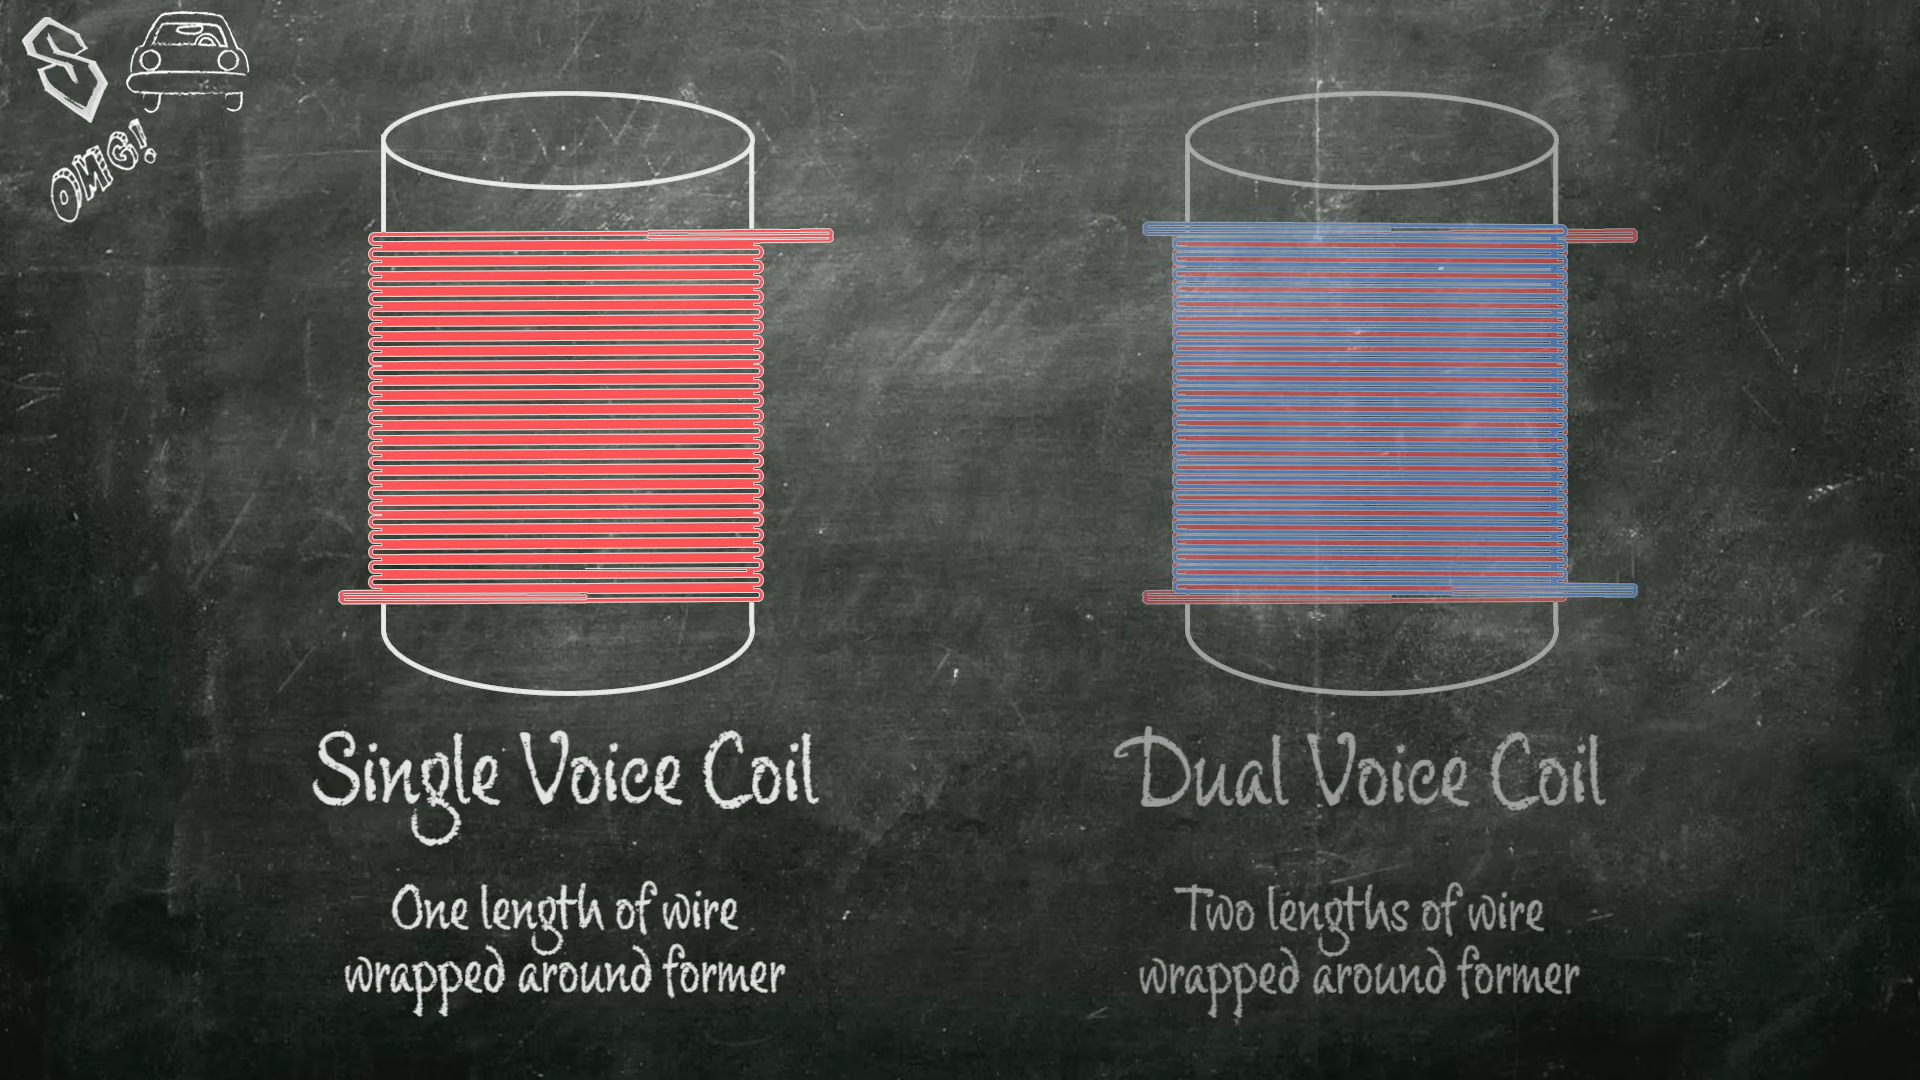 S
OMG!
Single Voice Coil
Dual Voice Coil
One length of wire
wrapped around former
Two lengths of wire
wrapped around former